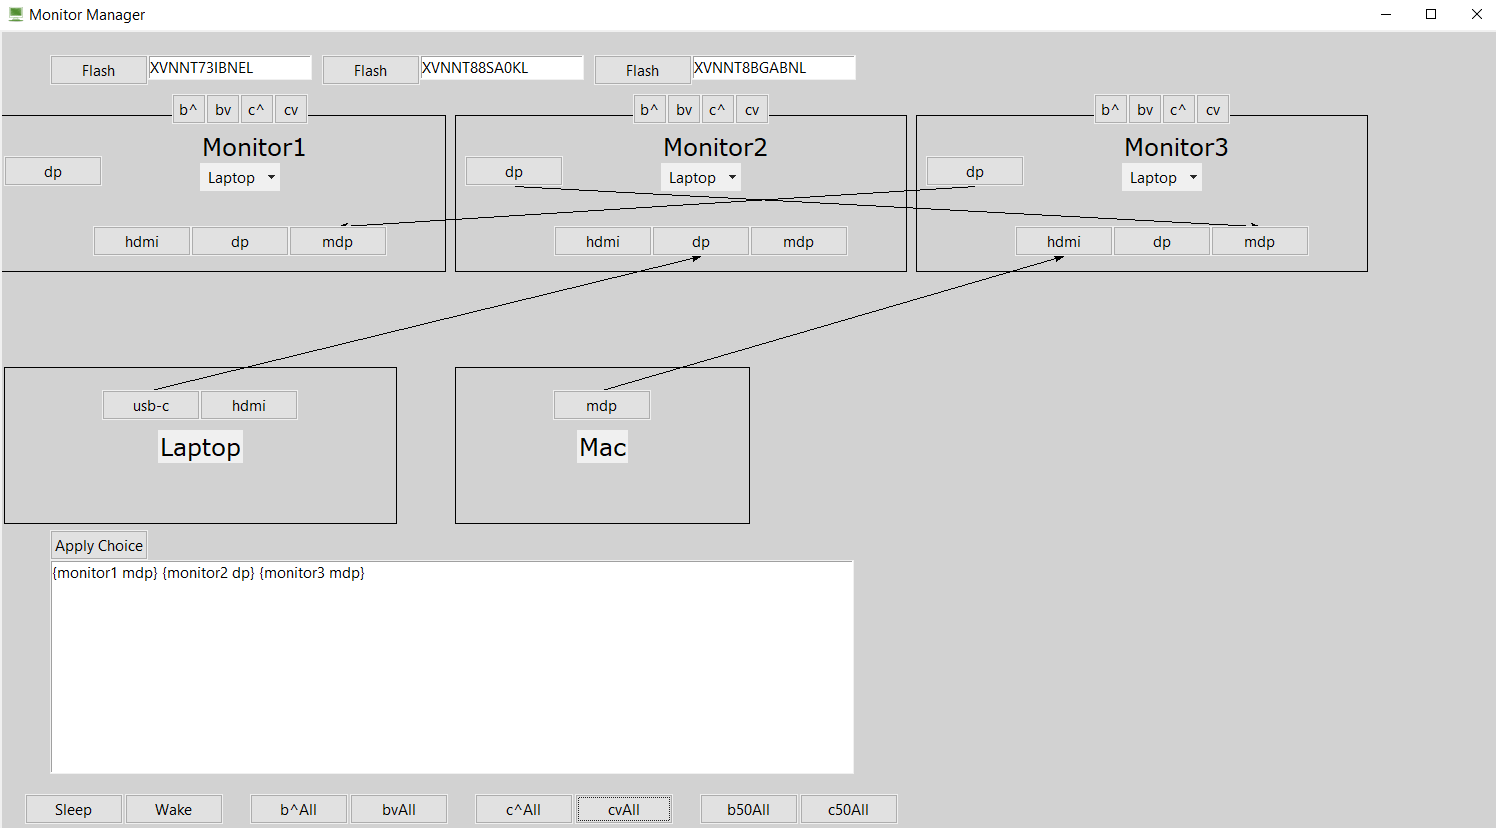 Monitor Manager
Flash XVNNT73IBNEL Flash XVNNT88SA0KL Flash XVNNT8BGABNL
b^ bv c^ cv b^ bv c^ cv b^ bv c^ cv
Monitor1 Monitor2 Monitor3
dp Laptop dp Laptop dp Laptop
hdmi dp mdp hdmi dp mdp hdmi dp mdp
usb-c hdmi mdp
Laptop Mac
Apply Choice
{monitor1 mdp} {monitor2 dp} {monitor3 mdp}
Sleep Wake b^All bvAll c^All cvAll b50All c50All